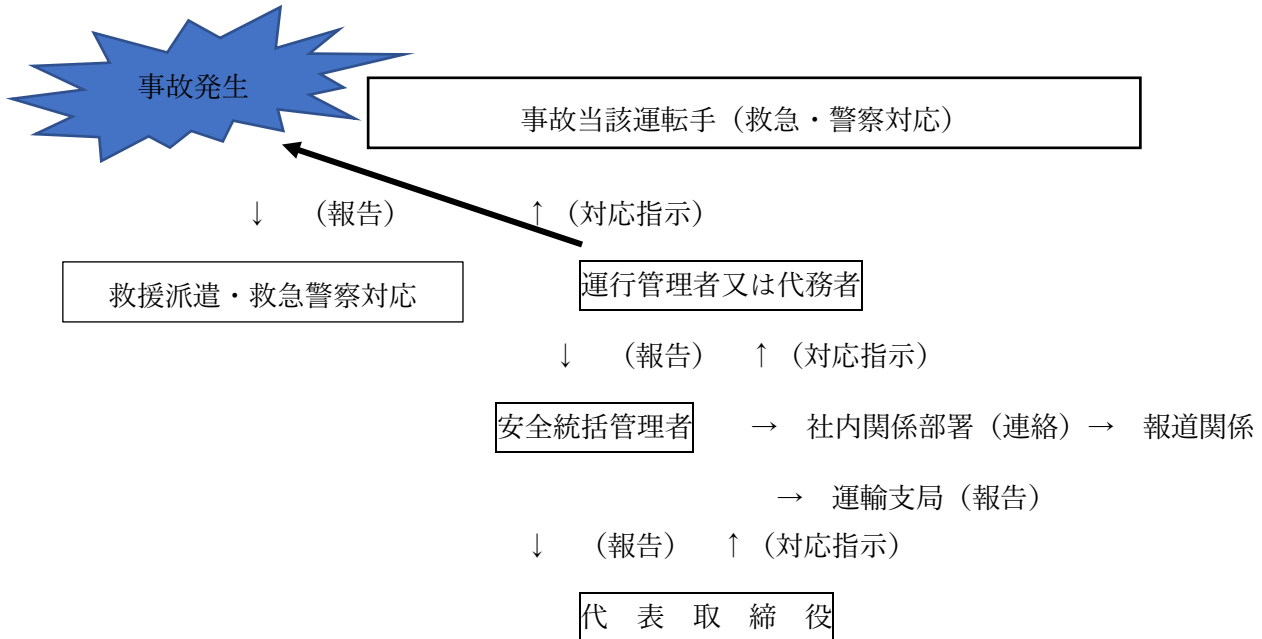 事故発生
事故当該運転手（救急・警察対応）
↓　（報告）　　　↑（対応指示）
救援派遣・救急警察対応
運行管理者又は代務者
↓　（報告）　↑（対応指示）
安全統括管理者　→　社内関係部署（連絡）→　報道関係
→　運輸支局（報告）
↓　（報告）　↑（対応指示）
代　表　取　締　役